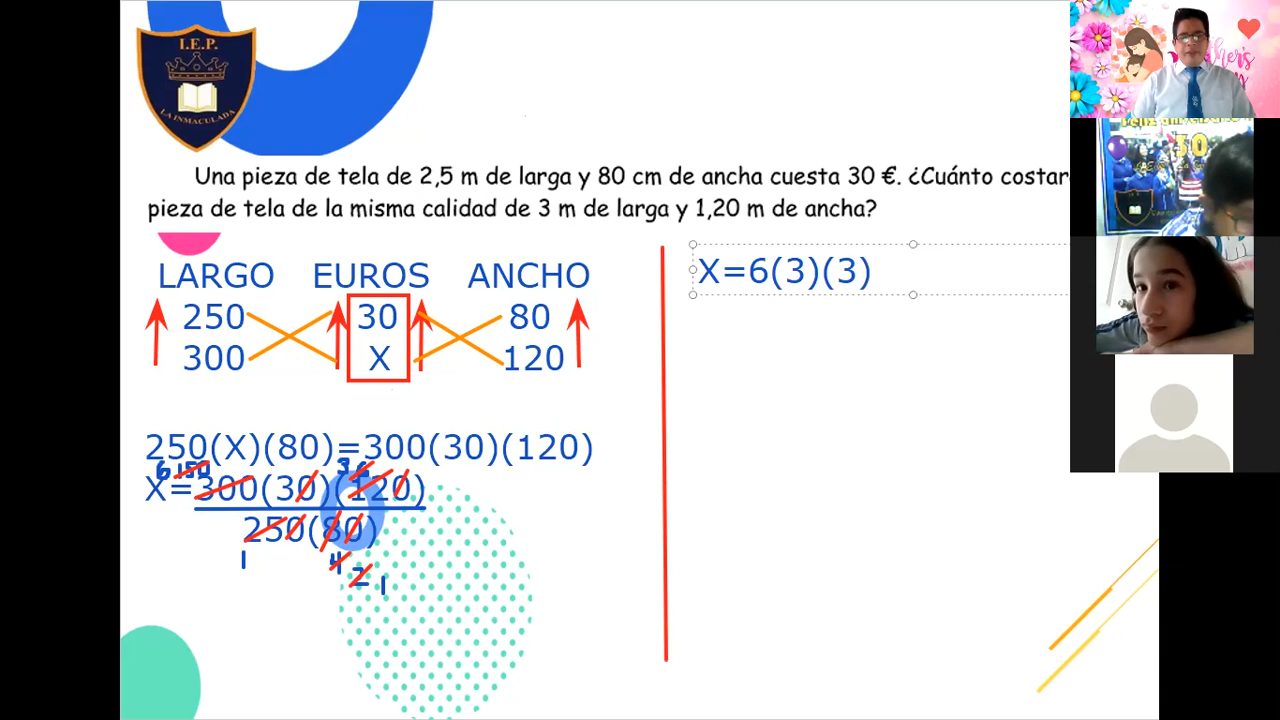 I.E.P.
LA INMACULADA
Una pieza de tela de 2,5 m de larga y 80 cm de ancha cuesta 30 €. ¿Cuánto costar
pieza de tela de la misma calidad de 3 m de larga y 1,20 m de ancha?
LARGO EUROS ANCHO
250 30 80
300 X 120
250(X)(80)=300(30)(120)
6 150 3 6
X=300(30)(120)
250(80)
1 4 2 1
X=6(3)(3)
30